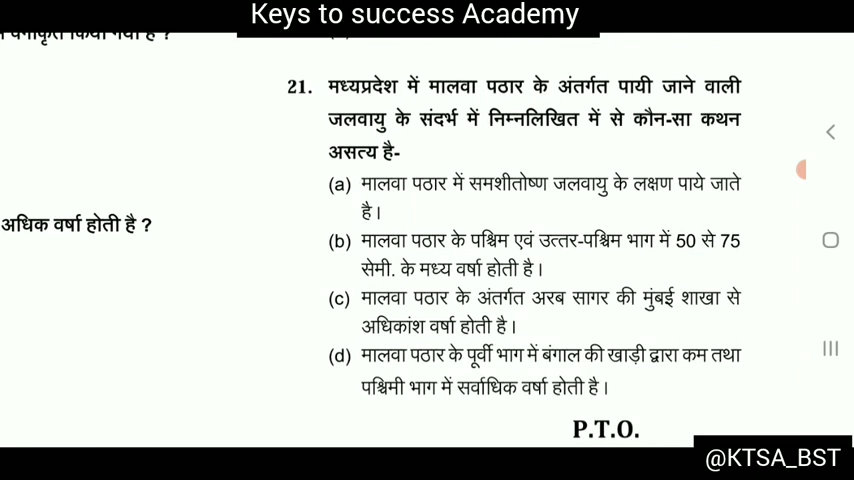 Keys to success Academy
21. मध्यप्रदेश में मालवा पठार के अंतर्गत पायी जाने वाली
जलवायु के संदर्भ में निम्नलिखित में से कौन-सा कथन
असत्य है-
(a) मालवा पठार में समशीतोष्ण जलवायु के लक्षण पाये जाते
है।
अधिक वर्षा होती है ?
(b) मालवा पठार के पश्चिम एवं उत्तर-पश्चिम भाग में 50 से 75
सेमी. के मध्य वर्षा होती है।
(c) मालवा पठार के अंतर्गत अरब सागर की मुंबई शाखा से
अधिकांश वर्षा होती है।
(d) मालवा पठार के पूर्वी भाग में बंगाल की खाड़ी द्वारा कम तथा
पश्चिमी भाग में सर्वाधिक वर्षा होती है।
P.T.O.
@KTSA_BST